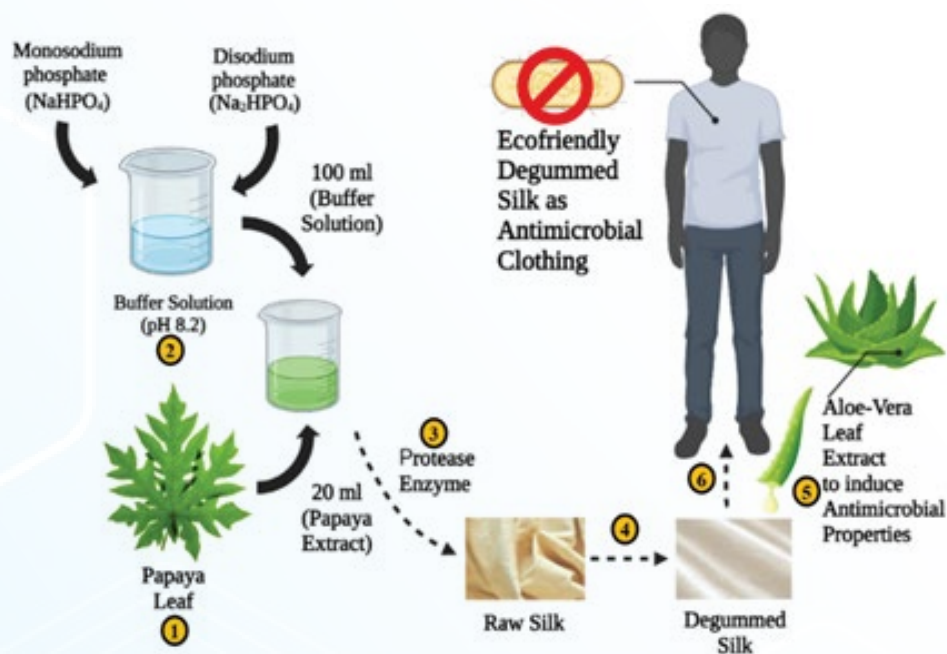 Monosodium
phosphate
(NaHPO₄)
Disodium
phosphate
(Na₂HPO₄)
100 ml
(Buffer
Solution)
Buffer Solution
(pH 8.2)
2
3
Protease
Enzyme
20 ml
(Papaya
Extract)
Papaya
Leaf
1
Raw Silk
4
Degummed
Silk
Ecofriendly
Degummed
Silk as
Antimicrobial
Clothing
6
5
Aloe-Vera
Leaf
Extract
to induce
Antimicrobial
Properties